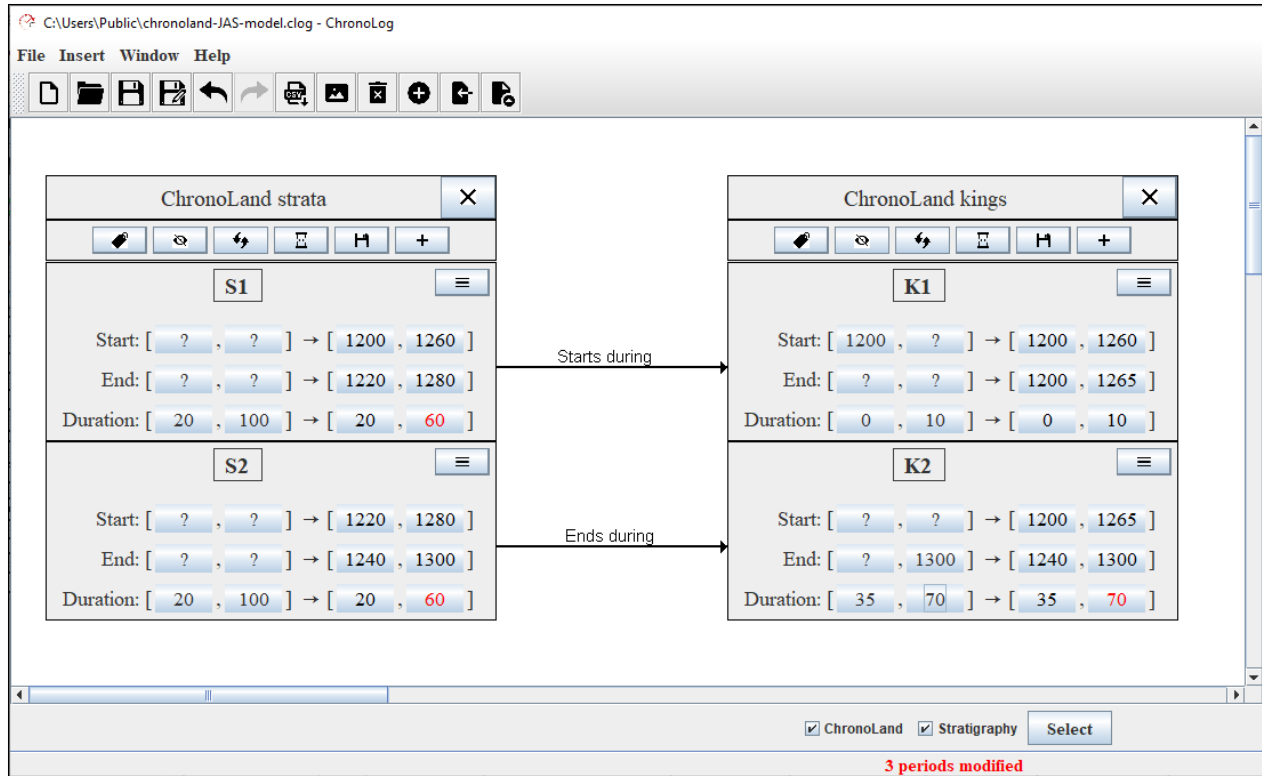 C:\Users\Public\chronoland-JAS-model.clog - ChronoLog
File Insert Window Help
CSV
ChronoLand strata
S1
Start: [ ? , ? ] → [ 1200 , 1260 ]
End: [ ? , ? ] → [ 1220 , 1280 ]
Duration: [ 20 , 100 ] → [ 20 , 60 ]
S2
Start: [ ? , ? ] → [ 1220 , 1280 ]
End: [ ? , ? ] → [ 1240 , 1300 ]
Duration: [ 20 , 100 ] → [ 20 , 60 ]
Starts during
Ends during
ChronoLand kings
K1
Start: [ 1200 , ? ] → [ 1200 , 1260 ]
End: [ ? , ? ] → [ 1200 , 1265 ]
Duration: [ 0 , 10 ] → [ 0 , 10 ]
K2
Start: [ ? , ? ] → [ 1200 , 1265 ]
End: [ ? , 1300 ] → [ 1240 , 1300 ]
Duration: [ 35 , 70 ] → [ 35 , 70 ]
ChronoLand Stratigraphy Select
3 periods modified